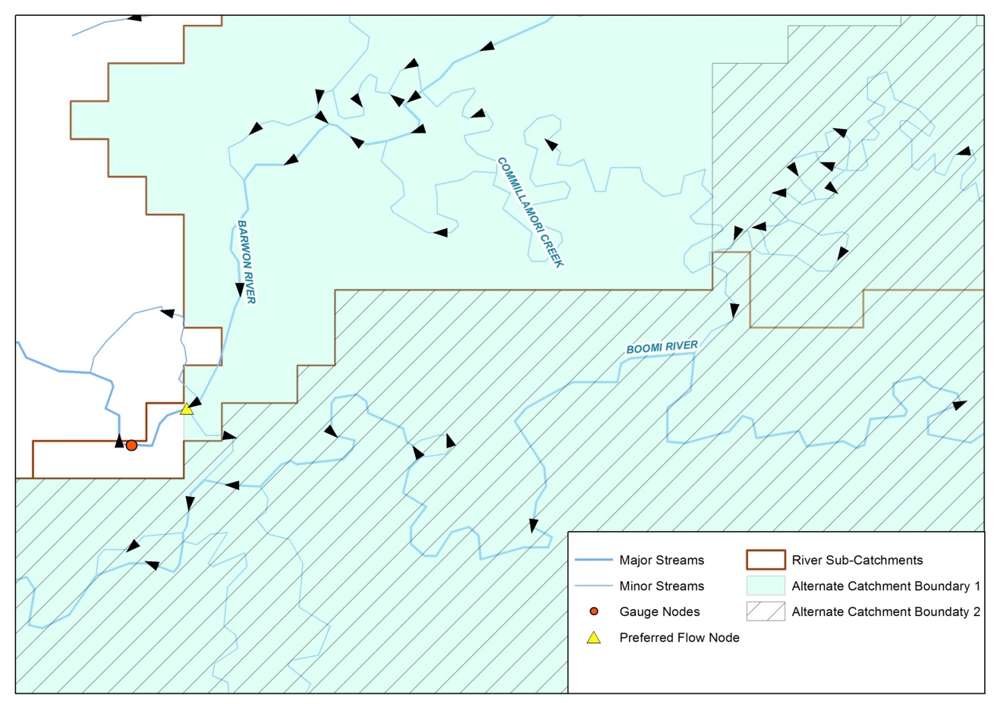 COMMILLAMORI CREEK
BARWON RIVER
BOOMI RIVER
Major Streams
Minor Streams
Gauge Nodes
Preferred Flow Node
River Sub-Catchments
Alternate Catchment Boundary 1
Alternate Catchment Boundaty 2